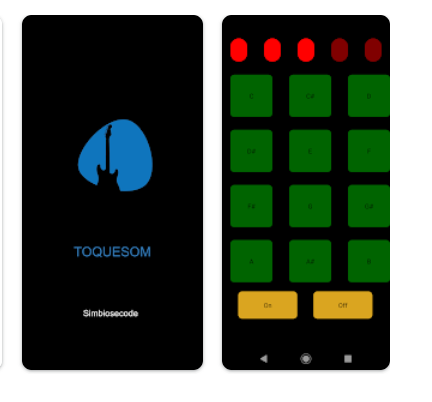 TOQUESOM
Simbiosecode
C C# D
D# E F
F# G G#
A A# B
On Off